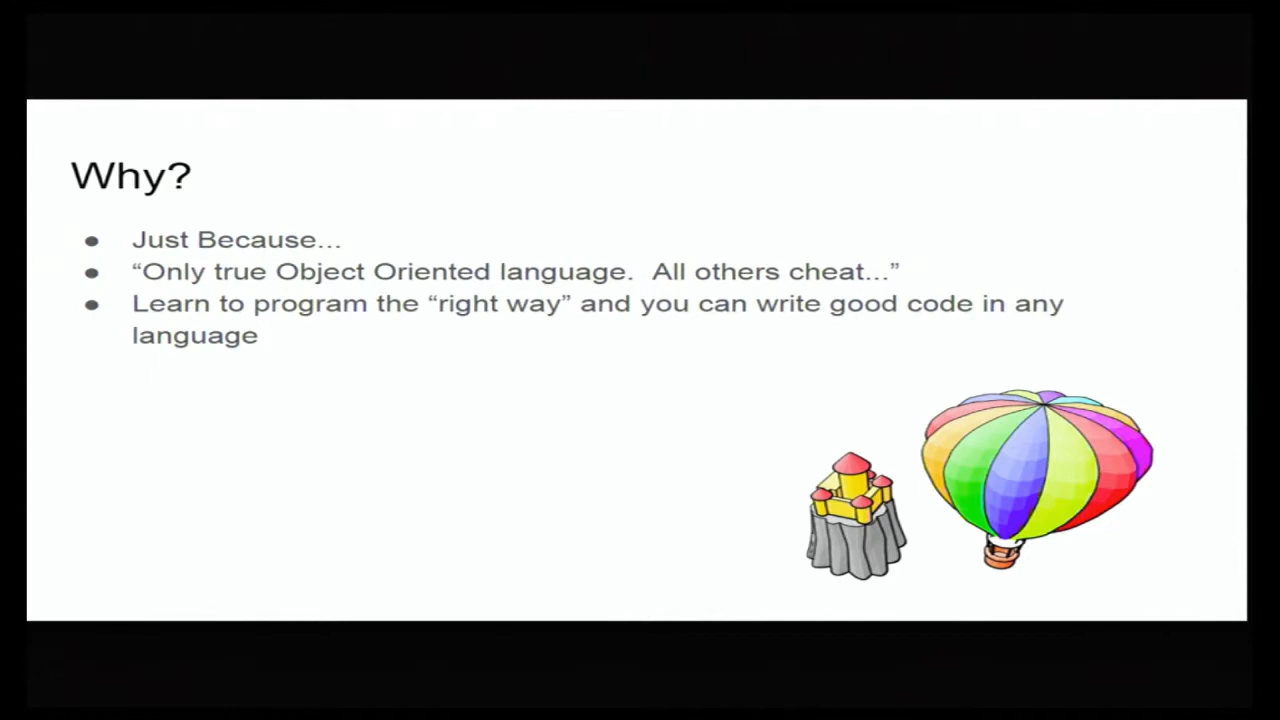 Why?
● Just Because...
● “Only true Object Oriented language.  All others cheat...”
● Learn to program the “right way” and you can write good code in any
language